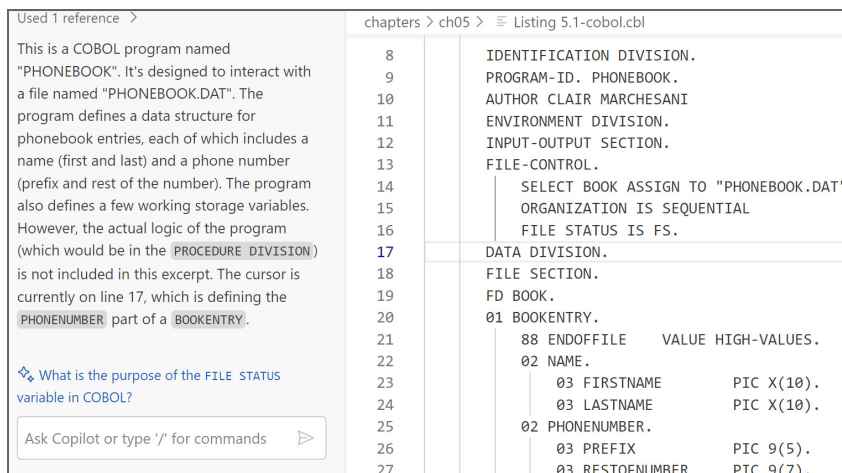 Used 1 reference >
This is a COBOL program named
"PHONEBOOK". It's designed to interact with
a file named "PHONEBOOK.DAT". The
program defines a data structure for
phonebook entries, each of which includes a
name (first and last) and a phone number
(prefix and rest of the number). The program
also defines a few working storage variables.
However, the actual logic of the program
(which would be in the PROCEDURE DIVISION)
is not included in this excerpt. The cursor is
currently on line 17, which is defining the
PHONENUMBER part of a BOOKENTRY.
What is the purpose of the FILE STATUS
variable in COBOL?
Ask Copilot or type '/' for commands
chapters > ch05 > Listing 5.1-cobol.cbl
8 IDENTIFICATION DIVISION.
9 PROGRAM-ID. PHONEBOOK.
10 AUTHOR CLAIR MARCHESANI
11 ENVIRONMENT DIVISION.
12 INPUT-OUTPUT SECTION.
13 FILE-CONTROL.
14 SELECT BOOK ASSIGN TO "PHONEBOOK.DAT"
15 ORGANIZATION IS SEQUENTIAL
16 FILE STATUS IS FS.
17 DATA DIVISION.
18 FILE SECTION.
19 FD BOOK.
20 01 BOOKENTRY.
21 88 ENDOFFILE VALUE HIGH-VALUES.
22 02 NAME.
23 03 FIRSTNAME PIC X(10).
24 03 LASTNAME PIC X(10).
25 02 PHONENUMBER.
26 03 PREFIX PIC 9(5).
27 03 RESTOFNUMBER PIC 9(7).